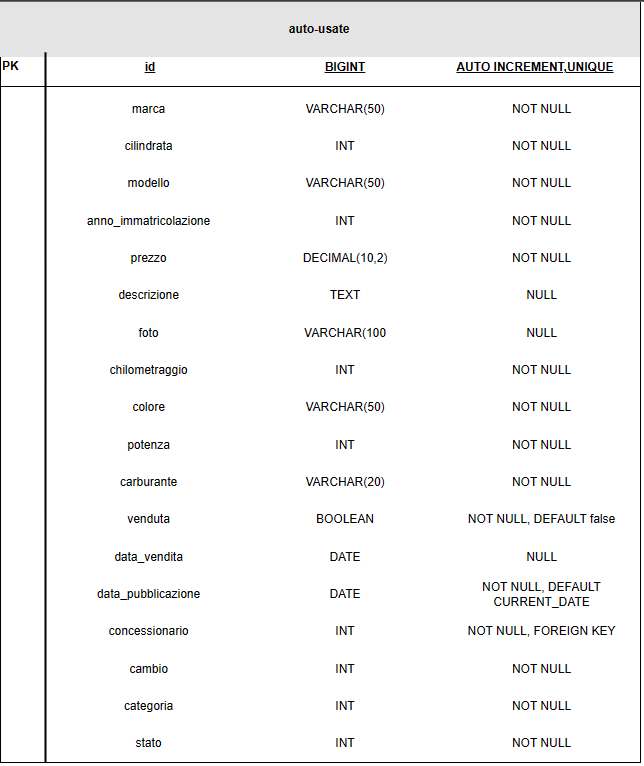 auto-usate
PK id BIGINT AUTO INCREMENT,UNIQUE
marca VARCHAR(50) NOT NULL
cilindrata INT NOT NULL
modello VARCHAR(50) NOT NULL
anno_immatricolazione INT NOT NULL
prezzo DECIMAL(10,2) NOT NULL
descrizione TEXT NULL
foto VARCHAR(100 NULL
chilometraggio INT NOT NULL
colore VARCHAR(50) NOT NULL
potenza INT NOT NULL
carburante VARCHAR(20) NOT NULL
venduta BOOLEAN NOT NULL, DEFAULT false
data_vendita DATE NULL
data_pubblicazione DATE NOT NULL, DEFAULT
CURRENT_DATE
concessionario INT NOT NULL, FOREIGN KEY
cambio INT NOT NULL
categoria INT NOT NULL
stato INT NOT NULL